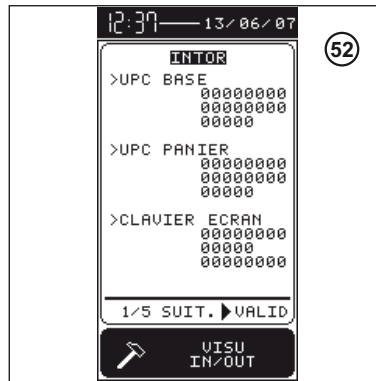 12:37 13/06/07
52
INTOR
>UPC BASE
00000000
00000000
00000
>UPC PANIER
00000000
00000000
00000
>CLAVIER ECRAN
00000000
00000
00000000
1/5 SUIT. VALID
VISU
IN/OUT